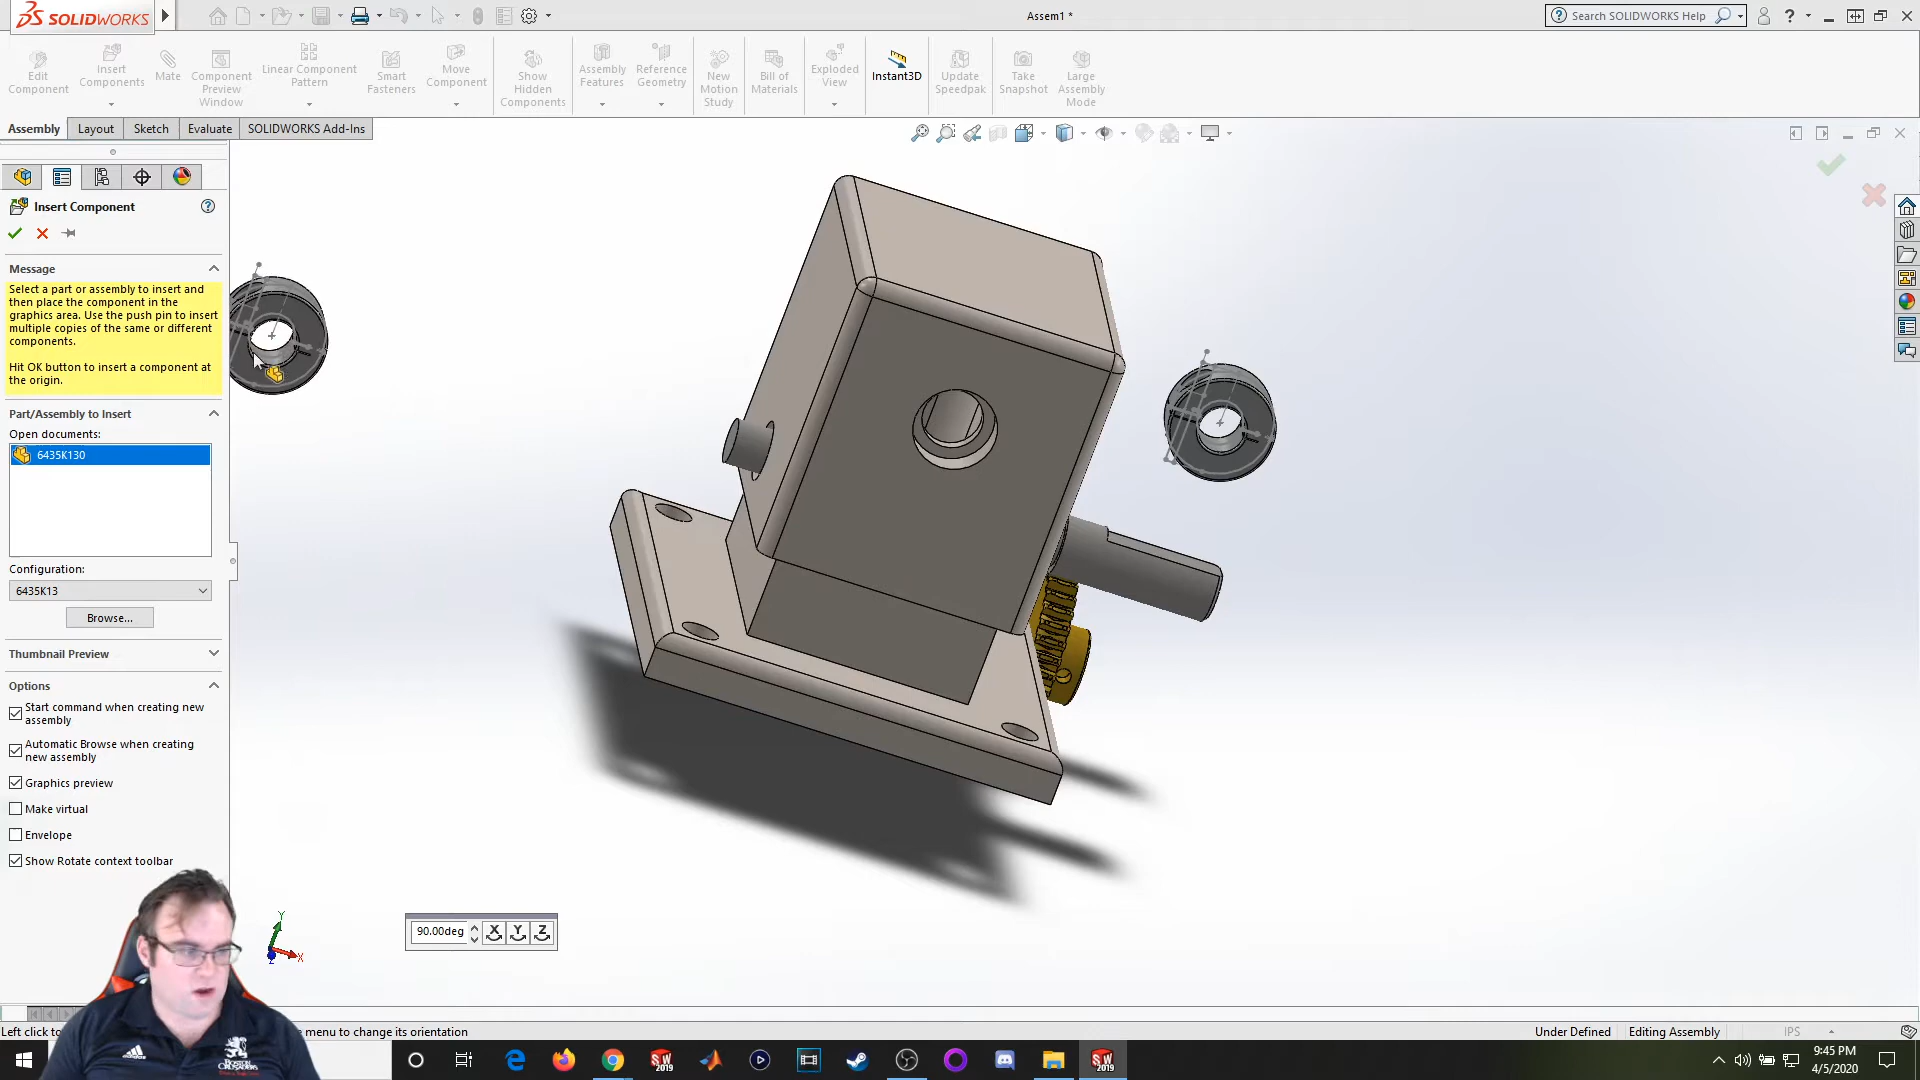 SOLIDWORKS
Assem1 *
Search SOLIDWORKS Help
Edit
Component
Insert
Components
Mate
Component
Preview
Window
Linear Component
Pattern
Smart
Fasteners
Move
Component
Show
Hidden
Components
Assembly
Features
Reference
Geometry
New
Motion
Study
Bill of
Materials
Exploded
View
Instant3D
Update
Speedpak
Take
Snapshot
Large
Assembly
Mode
Assembly
Layout
Sketch
Evaluate
SOLIDWORKS Add-Ins
Insert Component
Message
Select a part or assembly to insert and
then place the component in the
graphics area. Use the push pin to insert
multiple copies of the same or different
components.
Hit OK button to insert a component at
the origin.
Part/Assembly to Insert
Open documents:
6435K130
Configuration:
6435K13
Browse...
Thumbnail Preview
Options
Start command when creating new
assembly
Automatic Browse when creating
new assembly
Graphics preview
Make virtual
Envelope
Show Rotate context toolbar
90.00deg
X
Y
Z
Y
X
Z
Left click to
menu to change its orientation
Under Defined
Editing Assembly
IPS
adidas
BOSTON
CRUSADERS
SW
2019
SW
2019
9:45 PM
4/5/2020